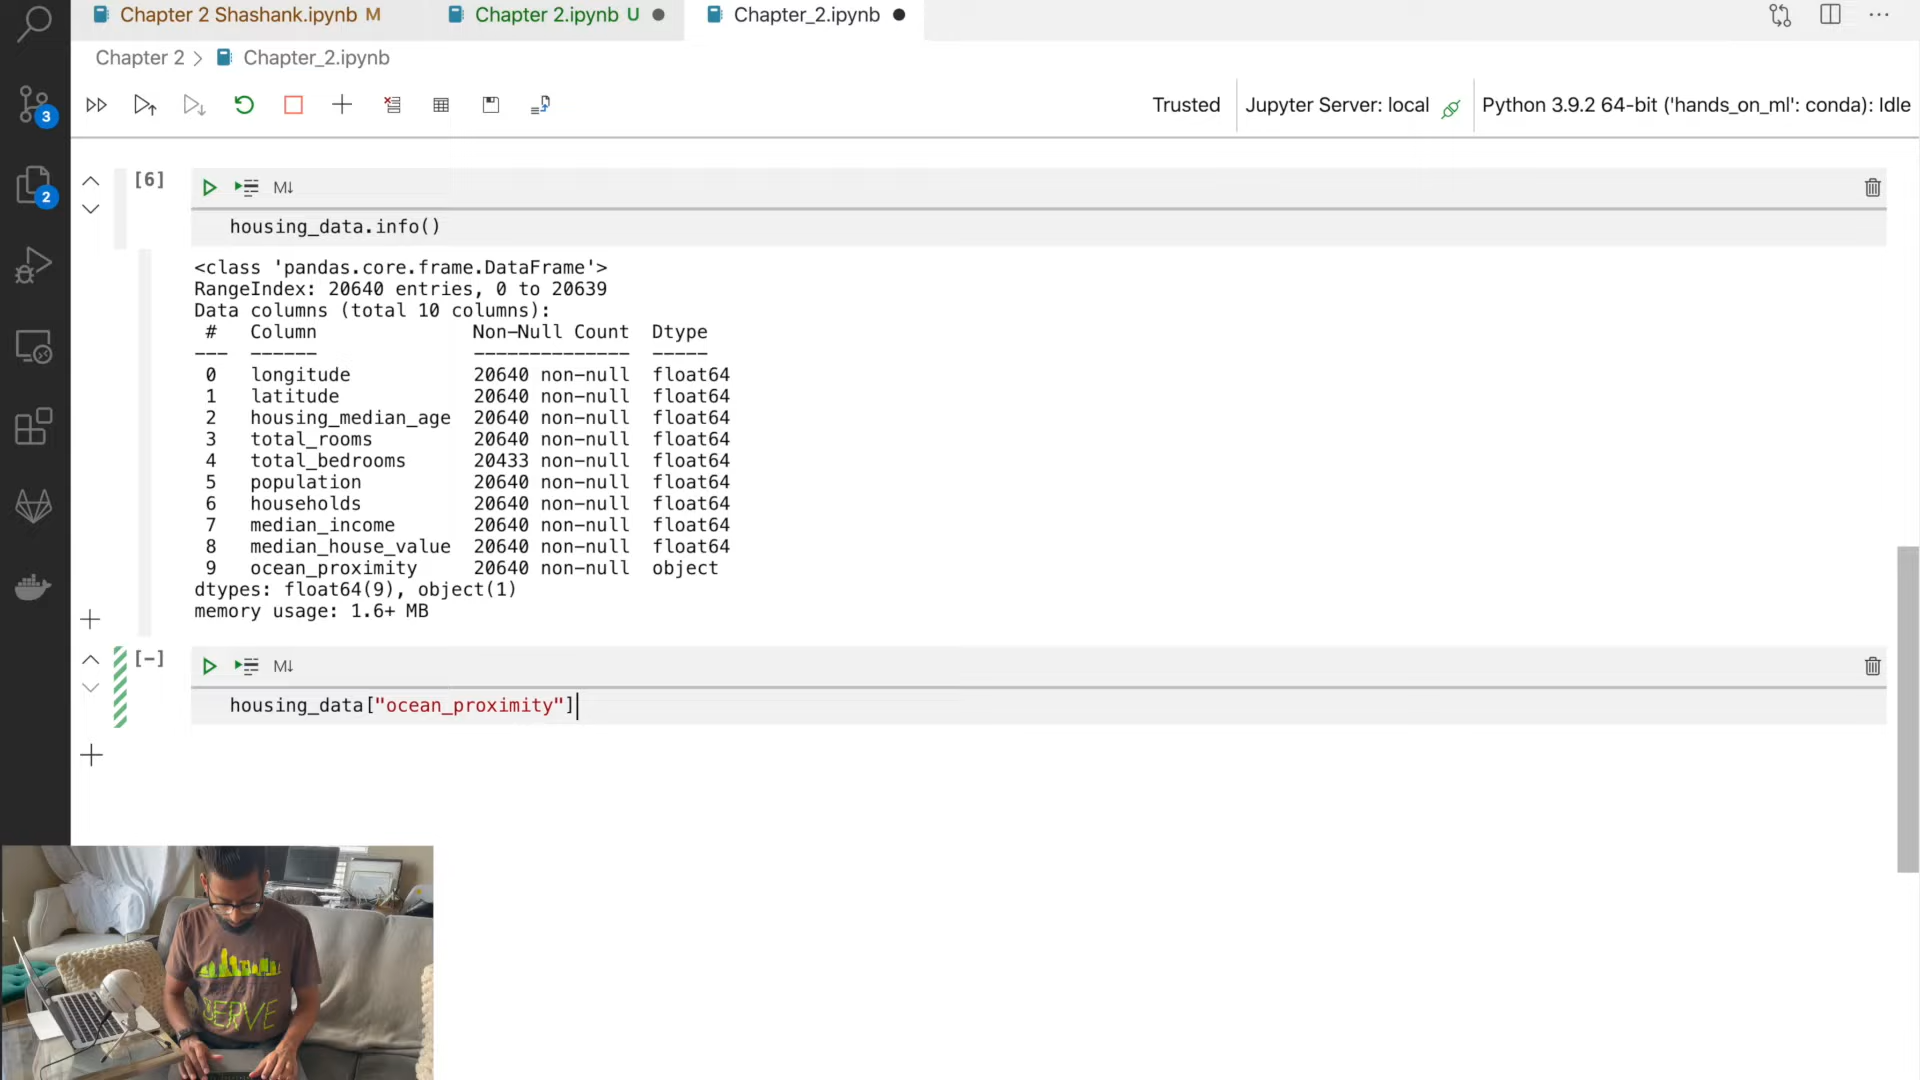 Chapter 2 Shashank.ipynb M
Chapter 2.ipynb U
Chapter_2.ipynb
Chapter 2 > Chapter_2.ipynb
Trusted
Jupyter Server: local
Python 3.9.2 64-bit ('hands_on_ml': conda): Idle
3
2
[6]
M↓
housing_data.info()
<class 'pandas.core.frame.DataFrame'>
RangeIndex: 20640 entries, 0 to 20639
Data columns (total 10 columns):
 #   Column              Non-Null Count  Dtype
---  ------              --------------  -----
 0   longitude           20640 non-null  float64
 1   latitude            20640 non-null  float64
 2   housing_median_age  20640 non-null  float64
 3   total_rooms         20640 non-null  float64
 4   total_bedrooms      20433 non-null  float64
 5   population          20640 non-null  float64
 6   households          20640 non-null  float64
 7   median_income       20640 non-null  float64
 8   median_house_value  20640 non-null  float64
 9   ocean_proximity     20640 non-null  object
dtypes: float64(9), object(1)
memory usage: 1.6+ MB
[-]
M↓
housing_data["ocean_proximity"]
SERVE